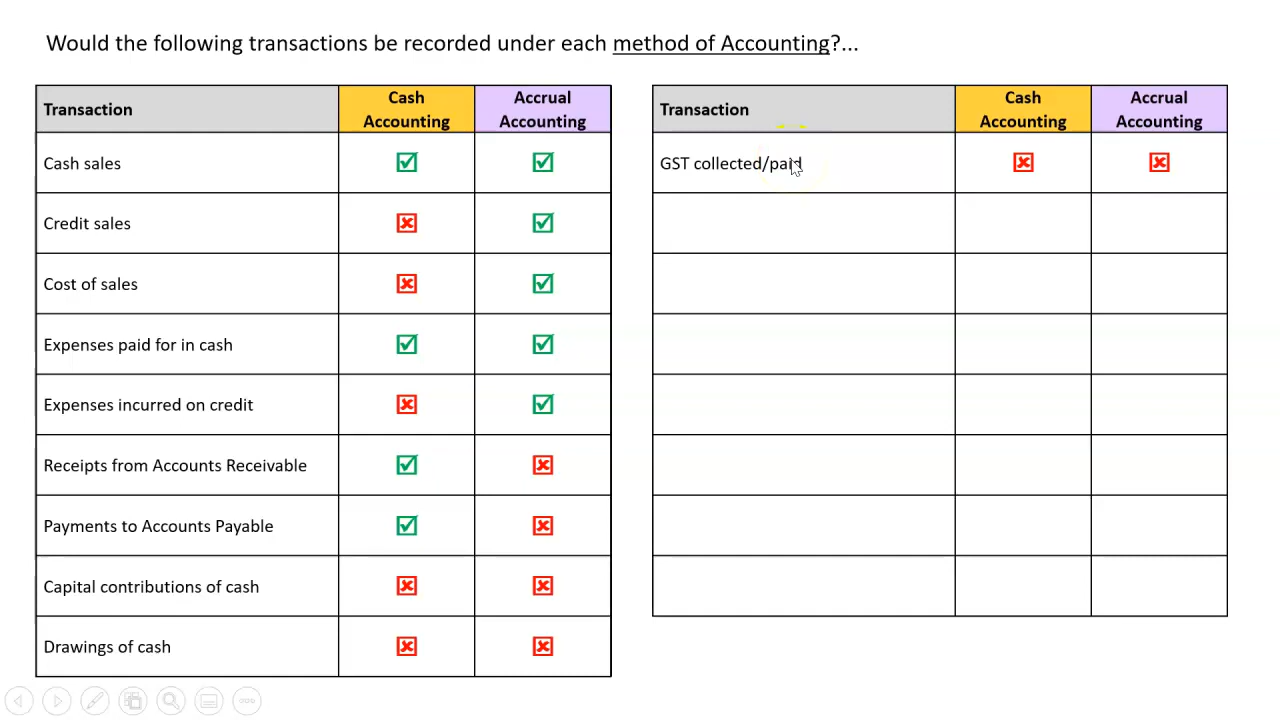 Would the following transactions be recorded under each method of Accounting?...
Transaction
Cash Accounting
Accrual Accounting
Cash sales
Credit sales
Cost of sales
Expenses paid for in cash
Expenses incurred on credit
Receipts from Accounts Receivable
Payments to Accounts Payable
Capital contributions of cash
Drawings of cash
Transaction
Cash Accounting
Accrual Accounting
GST collected/paid